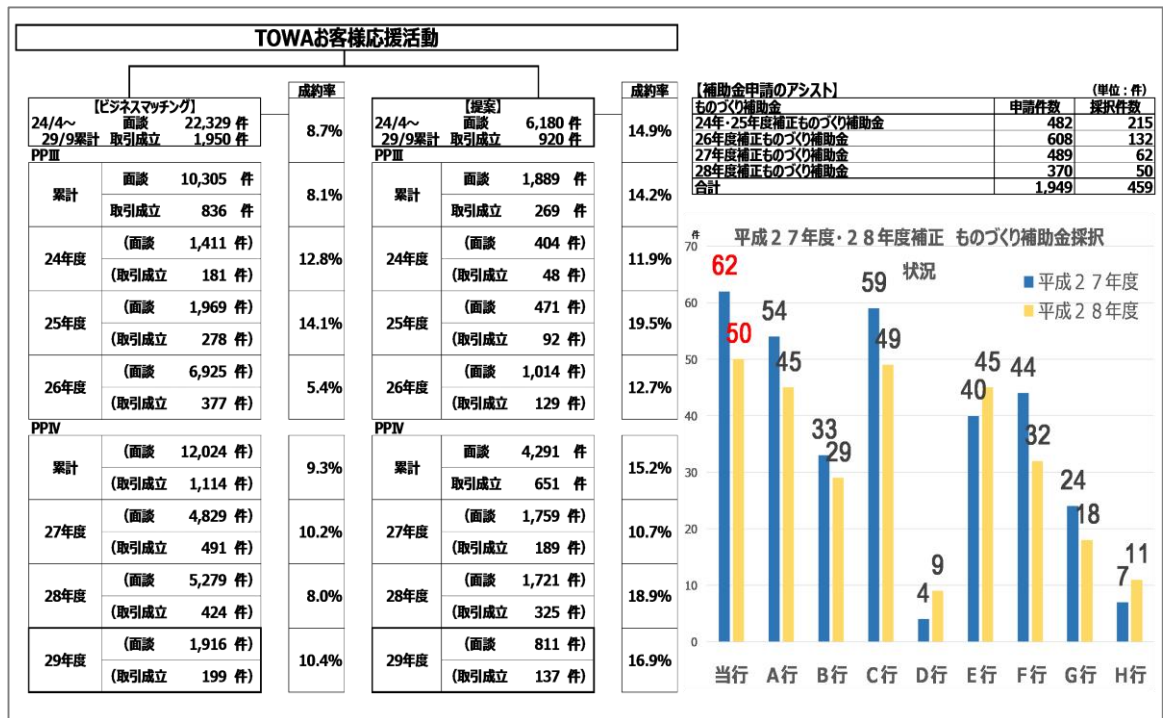 TOWAお客様応援活動
【ビジネスマッチング】
24/4～ 面談 22,329 件
29/9累計 取引成立 1,950 件
成約率
8.7%
PPⅢ
累計 面談 10,305 件
取引成立 836 件
8.1%
24年度 (面談 1,411 件)
(取引成立 181 件)
12.8%
25年度 (面談 1,969 件)
(取引成立 278 件)
14.1%
26年度 (面談 6,925 件)
(取引成立 377 件)
5.4%
PPⅣ
累計 (面談 12,024 件)
(取引成立 1,114 件)
9.3%
27年度 (面談 4,829 件)
(取引成立 491 件)
10.2%
28年度 (面談 5,279 件)
(取引成立 424 件)
8.0%
29年度 (面談 1,916 件)
(取引成立 199 件)
10.4%
【提案】
24/4～ 面談 6,180 件
29/9累計 取引成立 920 件
成約率
14.9%
PPⅢ
累計 面談 1,889 件
取引成立 269 件
14.2%
24年度 (面談 404 件)
(取引成立 48 件)
11.9%
25年度 (面談 471 件)
(取引成立 92 件)
19.5%
26年度 (面談 1,014 件)
(取引成立 129 件)
12.7%
PPⅣ
累計 面談 4,291 件
取引成立 651 件
15.2%
27年度 (面談 1,759 件)
(取引成立 189 件)
10.7%
28年度 (面談 1,721 件)
(取引成立 325 件)
18.9%
29年度 (面談 811 件)
(取引成立 137 件)
16.9%
【補助金申請のアシスト】 (単位：件)
ものづくり補助金 申請件数 採択件数
24年・25年度補正ものづくり補助金 482 215
26年度補正ものづくり補助金 608 132
27年度補正ものづくり補助金 489 62
28年度補正ものづくり補助金 370 50
合計 1,949 459
件 平成２７年度・２８年度補正 ものづくり補助金採択
状況
平成２７年度
平成２８年度
70
60
50
40
30
20
10
0
62 50
54 45
33 29
59 49
4 9
40 45
44 32
24 18
7 11
当行 A行 B行 C行 D行 E行 F行 G行 H行